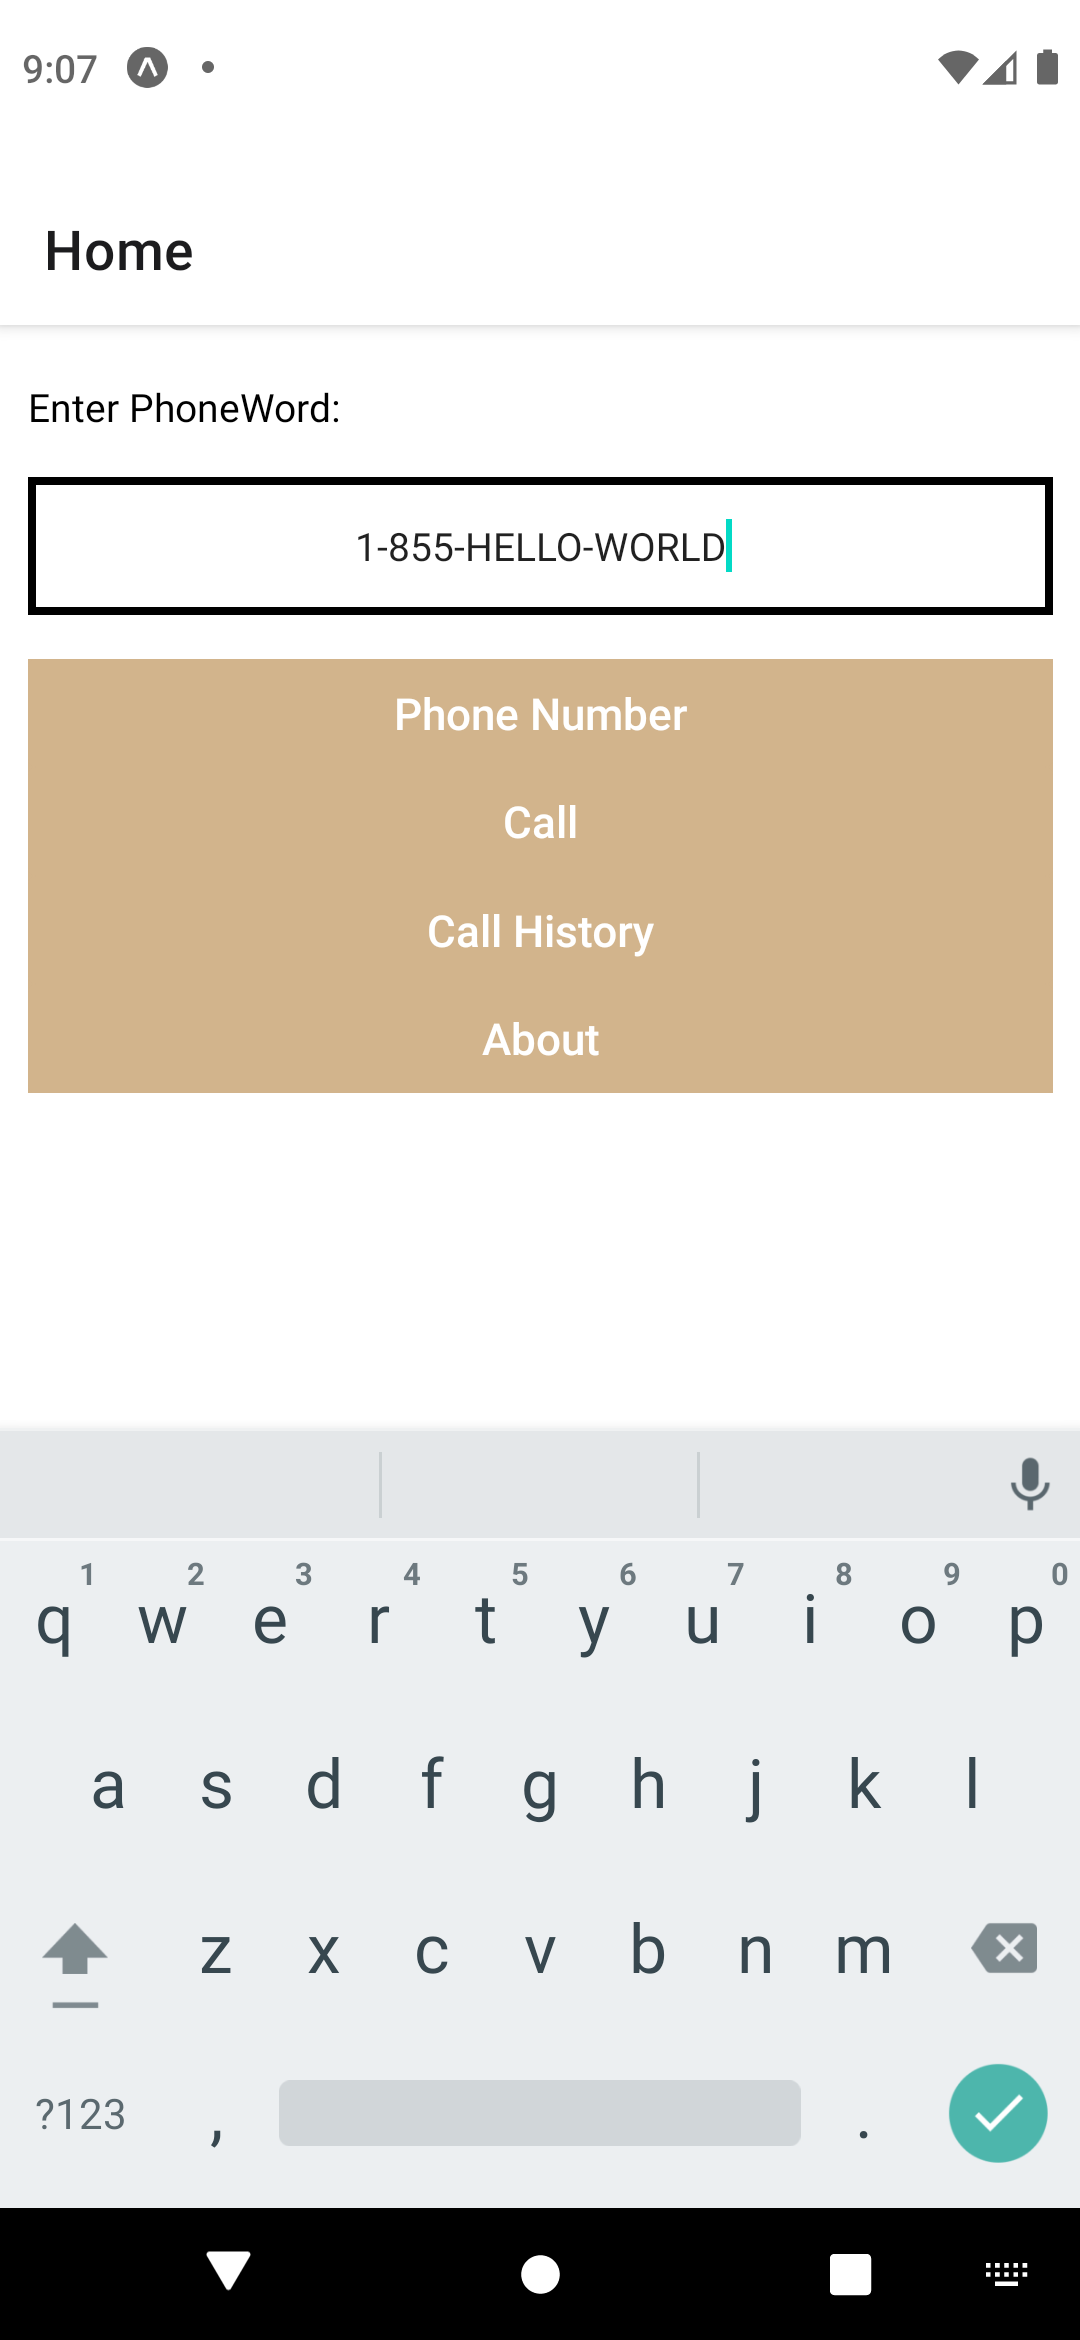 9:07
Home
Enter PhoneWord:
1-855-HELLO-WORLD
Phone Number
Call
Call History
About
1 2 3 4 5 6 7 8 9 0
q w e r t y u i o p
a s d f g h j k l
z x c v b n m
?123 , .